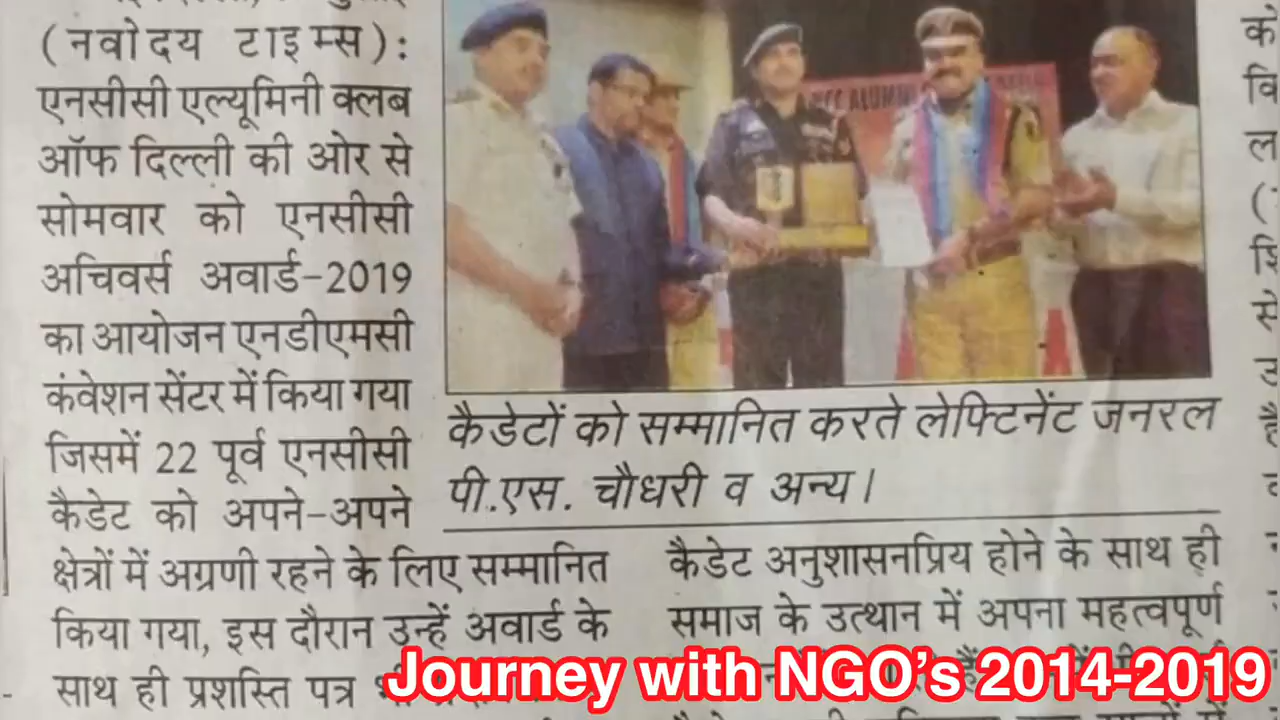 (नवोदय टाइम्स):
एनसीसी एल्यूमिनी क्लब
ऑफ दिल्ली की ओर से
सोमवार को एनसीसी
अचिवर्स अवार्ड-2019
का आयोजन एनडीएमसी
कंवेशन सेंटर में किया गया
जिसमें 22 पूर्व एनसीसी
कैडेट को अपने-अपने
क्षेत्रों में अग्रणी रहने के लिए सम्मानित
किया गया, इस दौरान उन्हें अवार्ड के
साथ ही प्रशस्ति पत्र
कैडेटों को सम्मानित करते लेफ्टिनेंट जनरल
पी.एस. चौधरी व अन्य।
कैडेट अनुशासनप्रिय होने के साथ ही
समाज के उत्थान में अपना महत्वपूर्ण
Journey with NGO’s 2014-2019